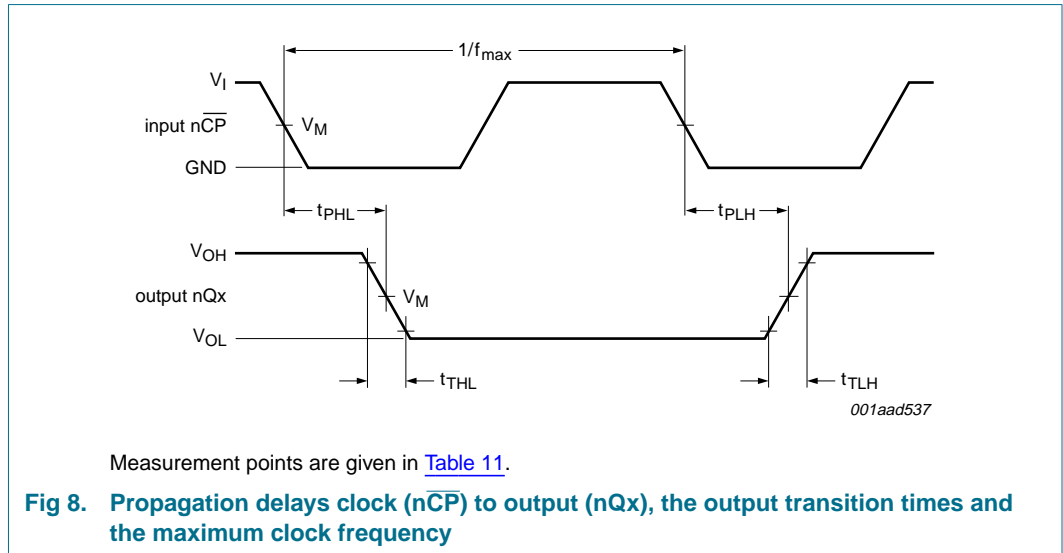 1/fmax
VI
input nC̅P̅
VM
GND
tPHL
tPLH
VOH
output nQx
VM
VOL
tTHL
tTLH
001aad537
Measurement points are given in Table 11.
Fig 8. Propagation delays clock (nC̅P̅) to output (nQx), the output transition times and
the maximum clock frequency